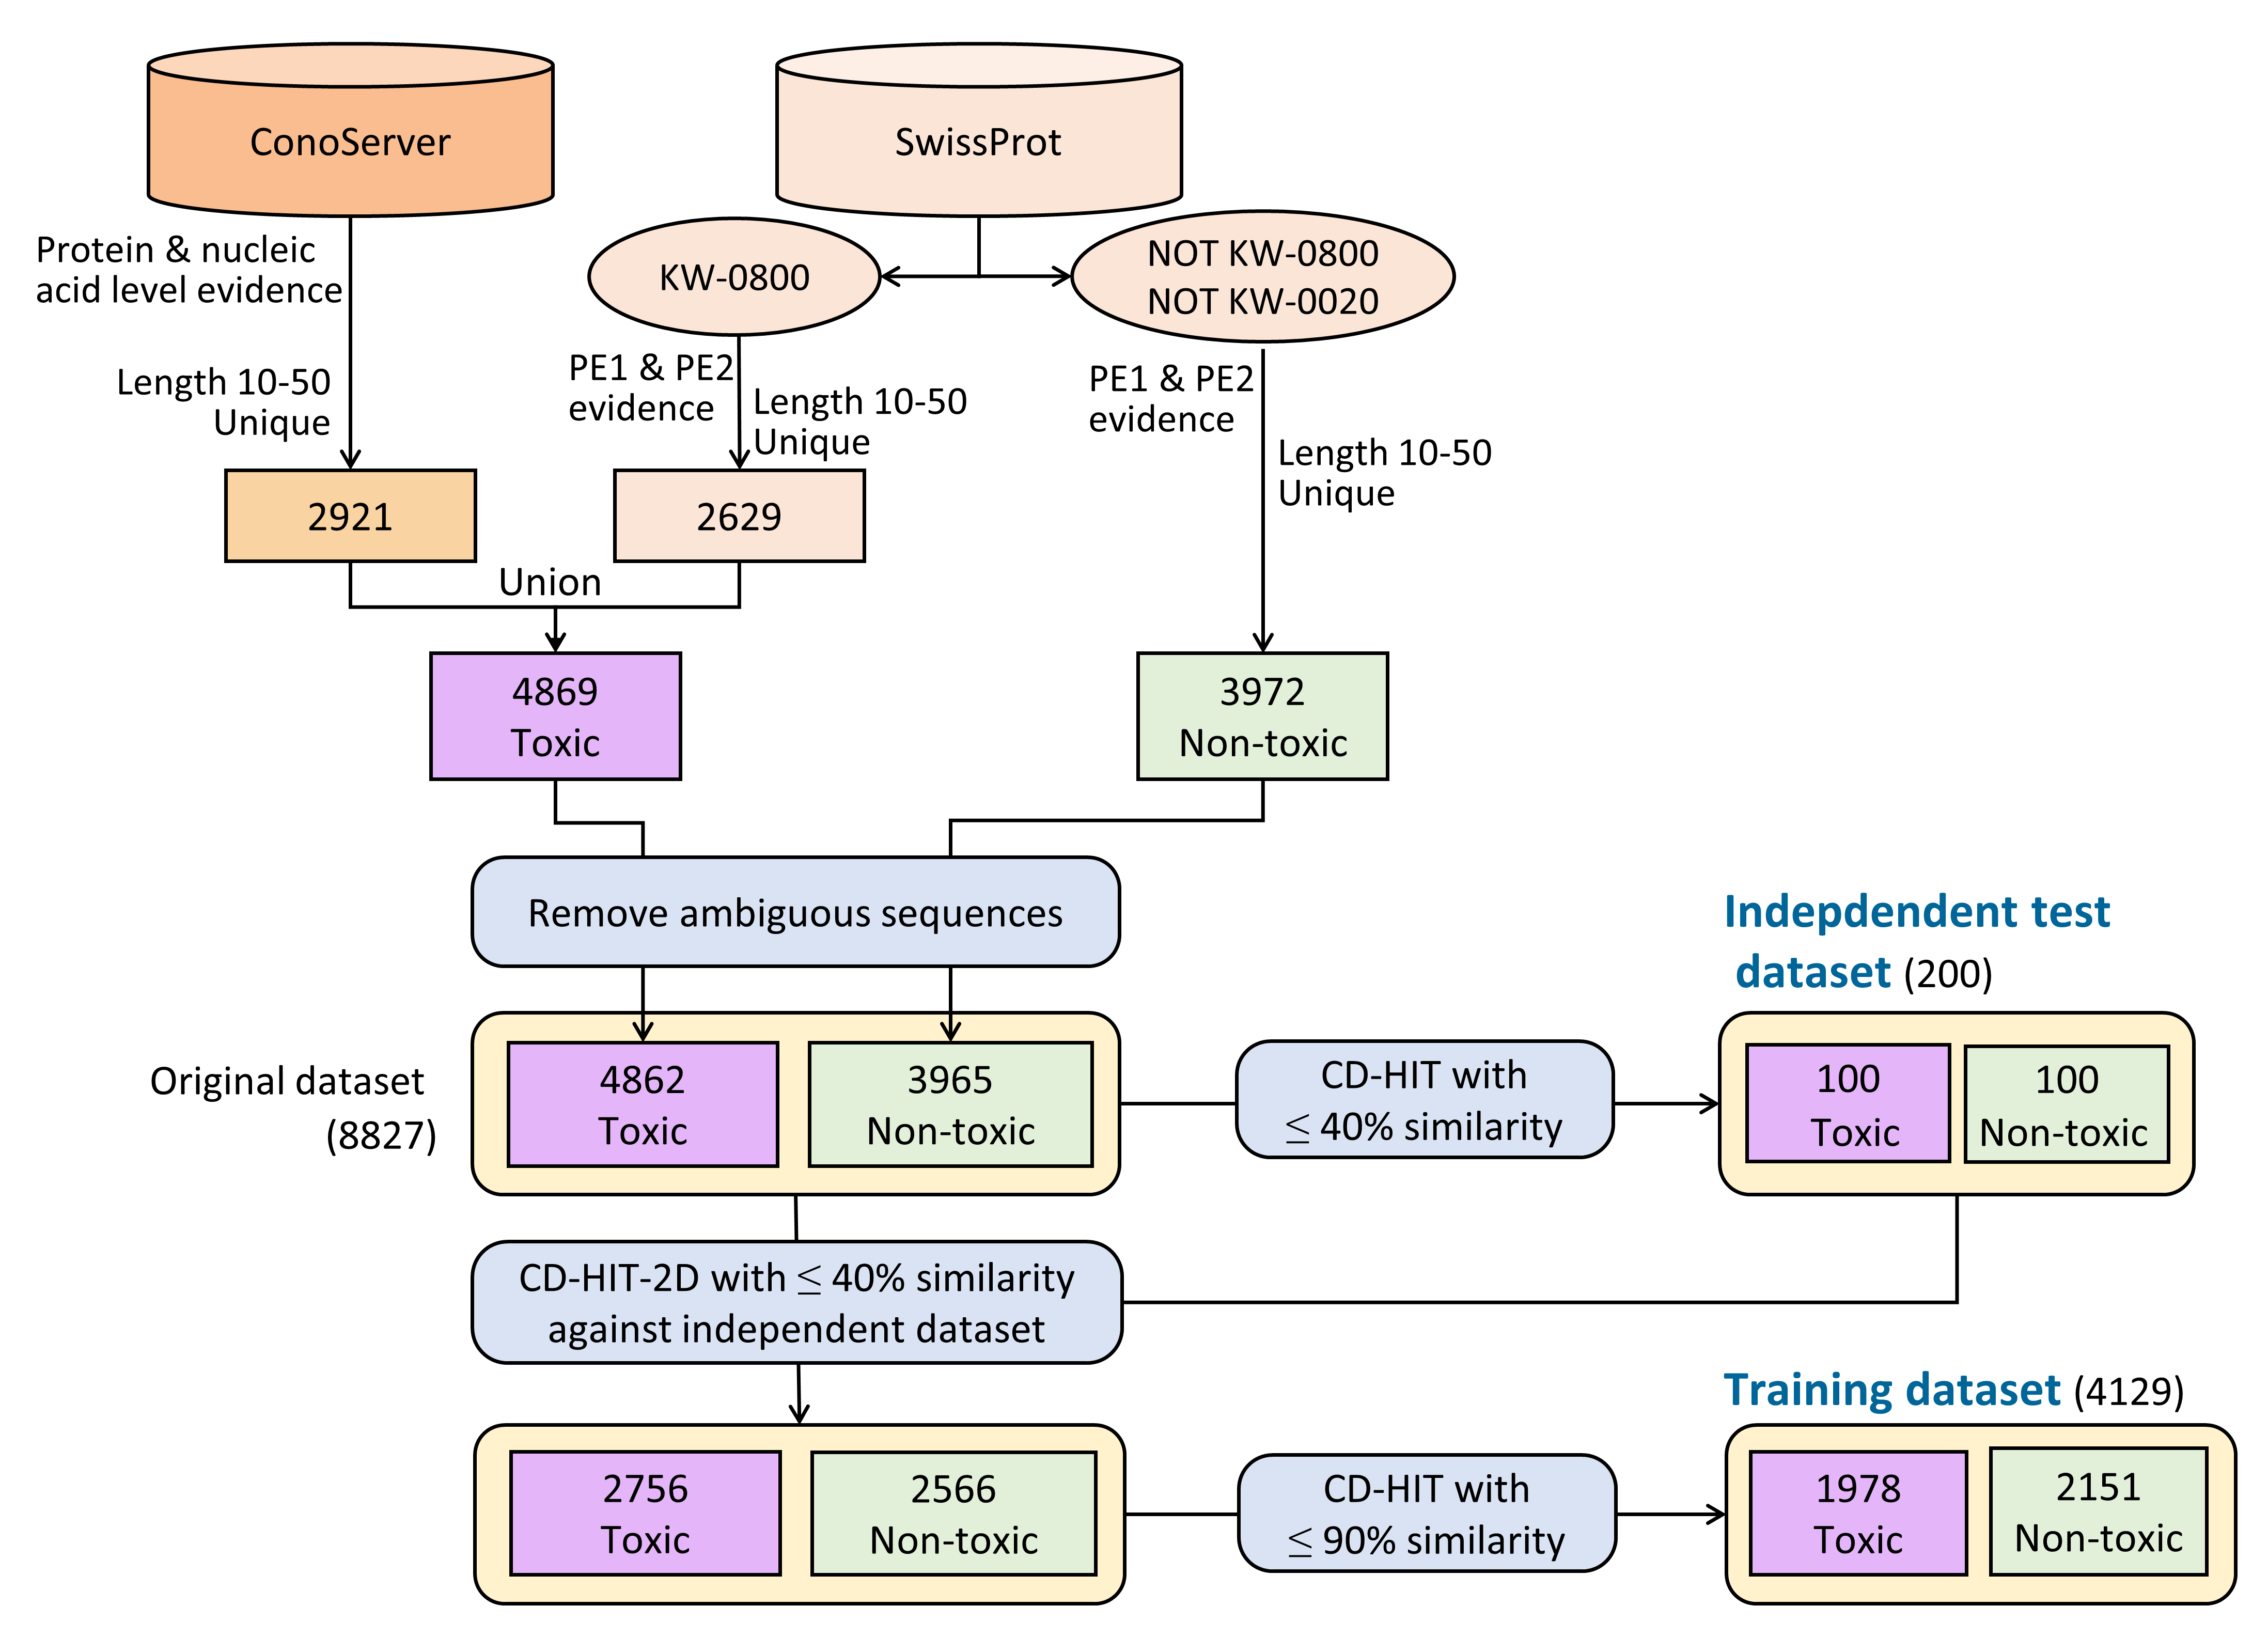 ConoServer
SwissProt
Protein & nucleic
acid level evidence
Length 10-50
Unique
KW-0800
NOT KW-0800
NOT KW-0020
PE1 & PE2
evidence
Length 10-50
Unique
PE1 & PE2
evidence
Length 10-50
Unique
2921
2629
Union
4869
Toxic
3972
Non-toxic
Remove ambiguous sequences
Original dataset
(8827)
4862
Toxic
3965
Non-toxic
CD-HIT with
≤ 40% similarity
Indepdendent test
dataset (200)
100
Toxic
100
Non-toxic
CD-HIT-2D with ≤ 40% similarity
against independent dataset
2756
Toxic
2566
Non-toxic
CD-HIT with
≤ 90% similarity
Training dataset (4129)
1978
Toxic
2151
Non-toxic